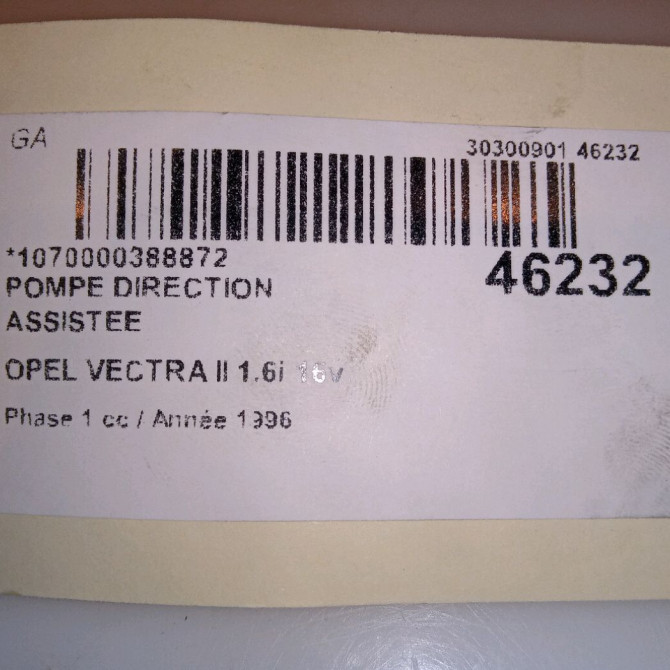 GA
30300901 46232
*1070000388872
46232
POMPE DIRECTION
ASSISTEE
OPEL VECTRA II 1.6i 16v
Phase 1 cc / Année 1996